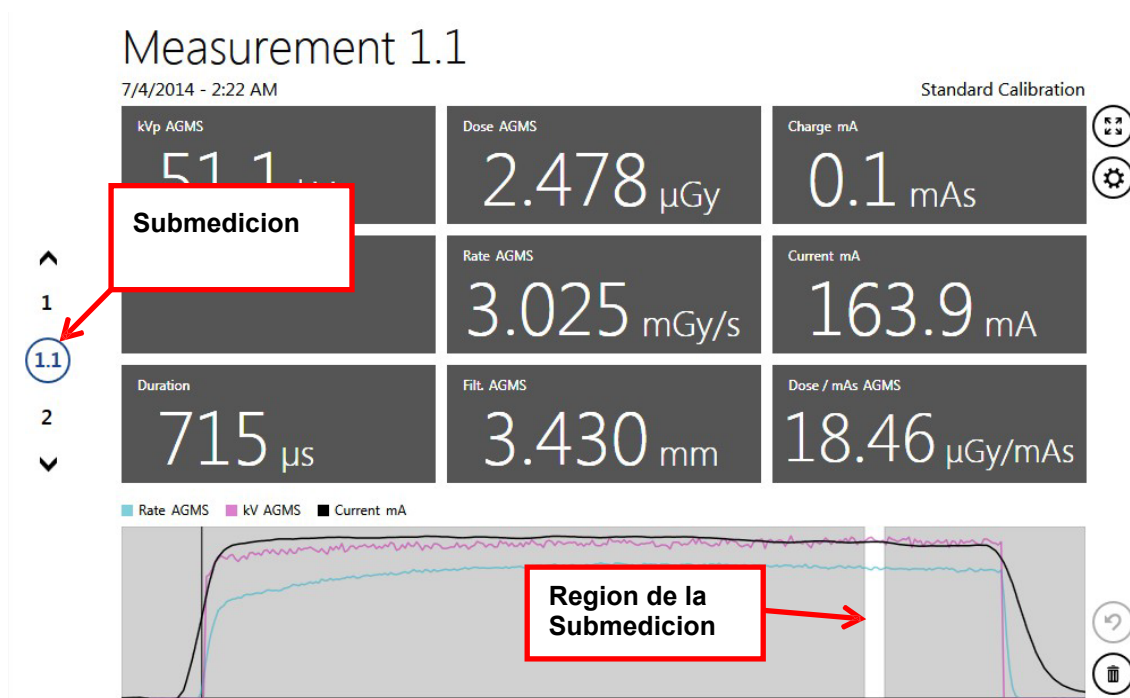 Measurement 1.1
7/4/2014 - 2:22 AM
Standard Calibration
kVp AGMS
51.1
Dose AGMS
2.478 µGy
Charge mA
0.1 mAs
Submedicion
1
1.1
2
Rate AGMS
3.025 mGy/s
Current mA
163.9 mA
Duration
715 µs
Filt. AGMS
3.430 mm
Dose / mAs AGMS
18.46 µGy/mAs
Rate AGMS
kV AGMS
Current mA
Region de la
Submedicion